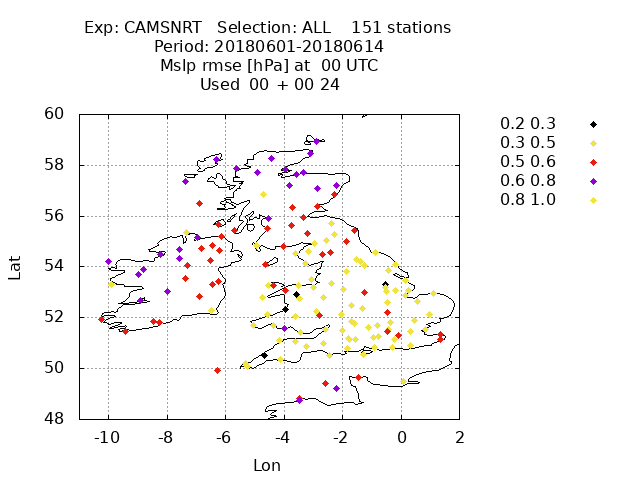 Exp: CAMSNRT Selection: ALL 151 stations
Period: 20180601-20180614
Mslp rmse [hPa] at 00 UTC
Used 00 + 00 24
0.2 0.3
0.3 0.5
0.5 0.6
0.6 0.8
0.8 1.0
60
58
56
54
52
50
48
Lat
-10 -8 -6 -4 -2 0 2
Lon